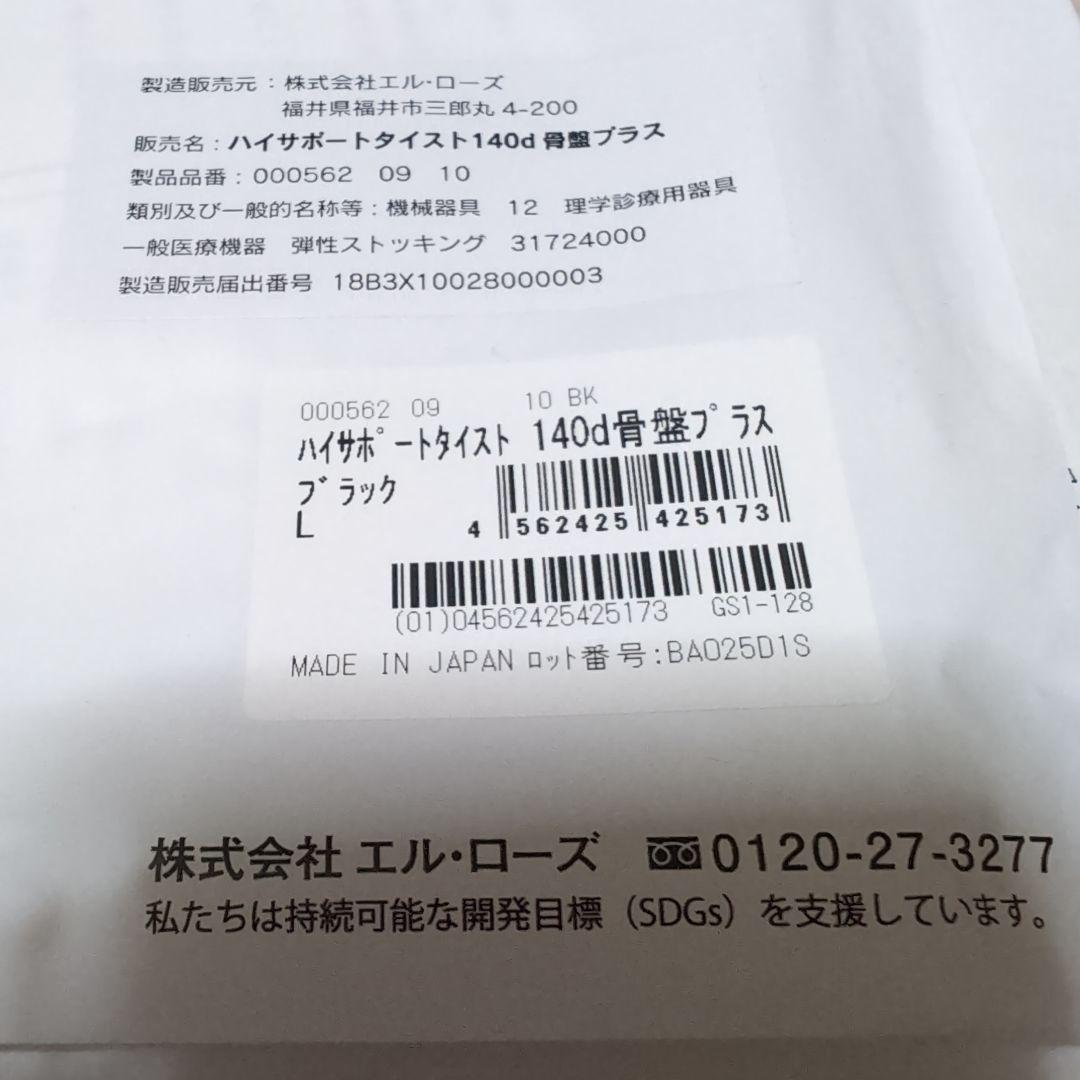 製造販売元：株式会社エル・ローズ
福井県福井市三郎丸 4-200
販売名：ハイサポートタイスト140d 骨盤プラス
製品品番：000562 09 10
類別及び一般的名称等：機械器具 12 理学診療用器具
一般医療機器 弾性ストッキング 31724000
製造販売届出番号 18B3X10028000003
000562 09 10 BK
ﾊｲｻﾎﾟｰﾄﾀｲｽﾄ 140d骨盤ﾌﾟﾗｽ
ﾌﾞﾗｯｸ
L
4 562425 425173
(01)04562425425173 GS1-128
MADE IN JAPAN ﾛｯﾄ番号:BA025D1S
株式会社 エル・ローズ 0120-27-3277
私たちは持続可能な開発目標（SDGs）を支援しています。